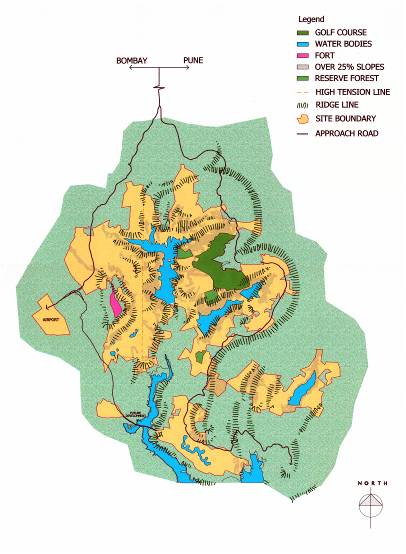 Legend
GOLF COURSE
WATER BODIES
FORT
OVER 25% SLOPES
RESERVE FOREST
HIGH TENSION LINE
RIDGE LINE
SITE BOUNDARY
APPROACH ROAD
BOMBAY PUNE
AIRPORT
NORTH